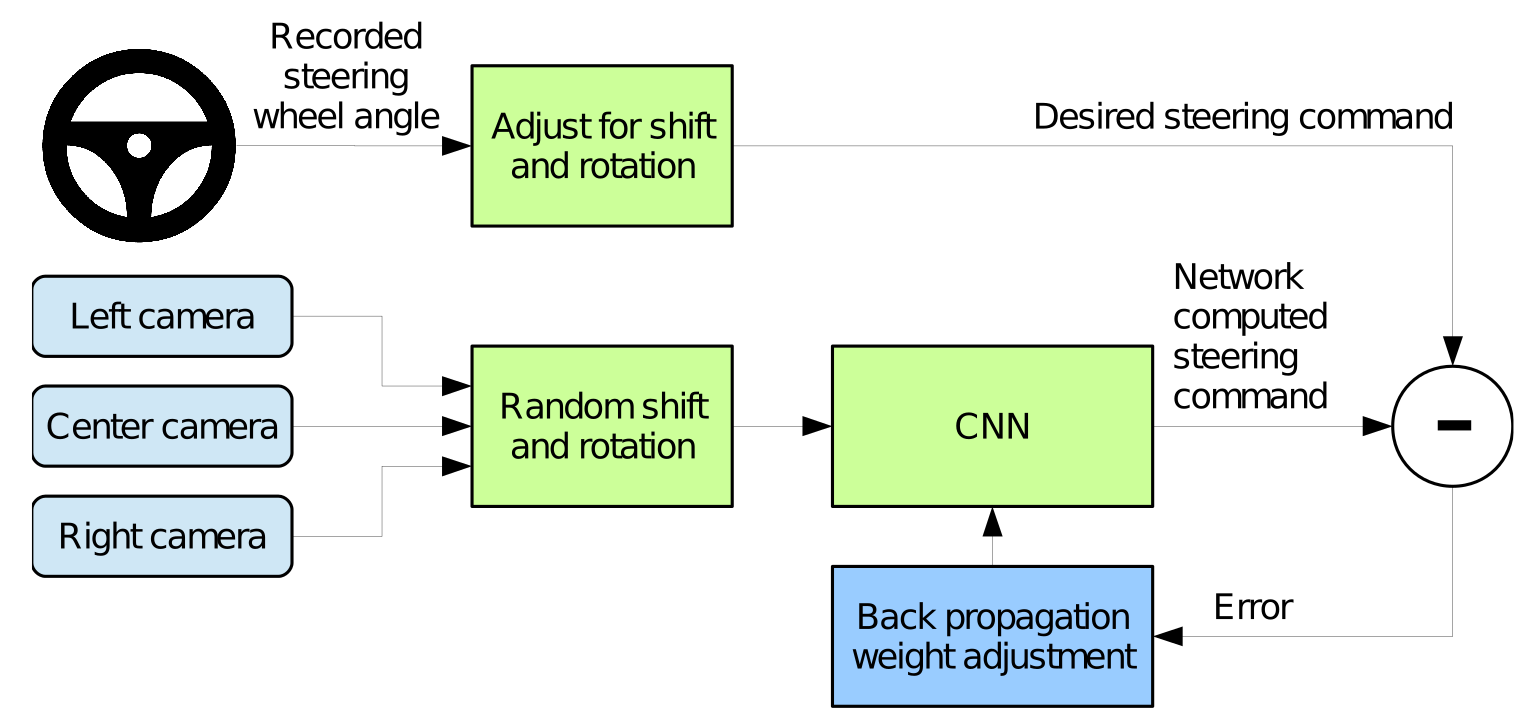 Recorded
steering
wheel angle
Adjust for shift
and rotation
Desired steering command
Left camera
Center camera
Right camera
Random shift
and rotation
CNN
Network
computed
steering
command
-
Error
Back propagation
weight adjustment